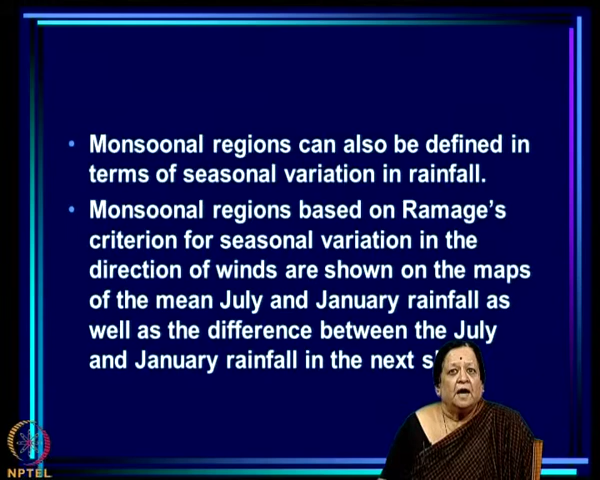 Monsoonal regions can also be defined in
terms of seasonal variation in rainfall.
Monsoonal regions based on Ramage's
criterion for seasonal variation in the
direction of winds are shown on the maps
of the mean July and January rainfall as
well as the difference between the July
and January rainfall in the next
NPTEL